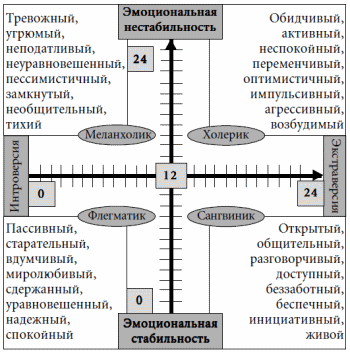 Эмоциональная
нестабильность
Тревожный,
угрюмый,
неподатливый,
неуравновешенный,
пессимистичный,
замкнутый,
необщительный,
тихий
24
Обидчивый,
активный,
неспокойный,
переменчивый,
оптимистичный,
импульсивный,
агрессивный,
возбудимый
Меланхолик
Холерик
Интроверсия
0
12
24
Экстраверсия
Флегматик
Сангвиник
Пассивный,
старательный,
вдумчивый,
миролюбивый,
сдержанный,
уравновешенный,
надежный,
спокойный
0
Открытый,
общительный,
разговорчивый,
доступный,
беззаботный,
беспечный,
инициативный,
живой
Эмоциональная
стабильность